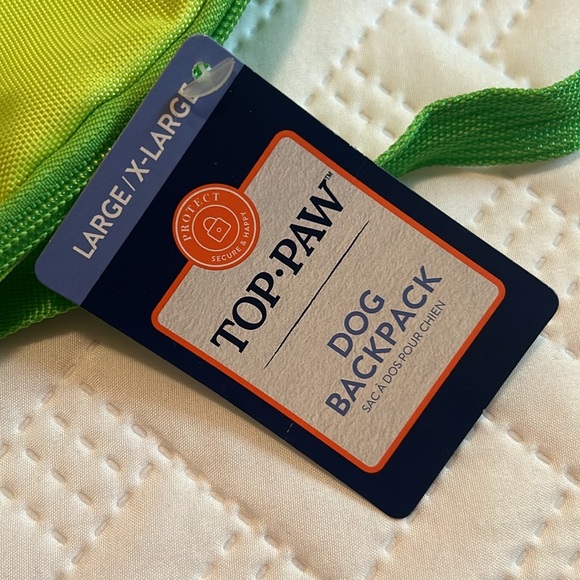 LARGE/X-LARGE
PROTECT
SECURE & HAPPY
TOP·PAW™
DOG
BACKPACK
SAC À DOS POUR CHIEN